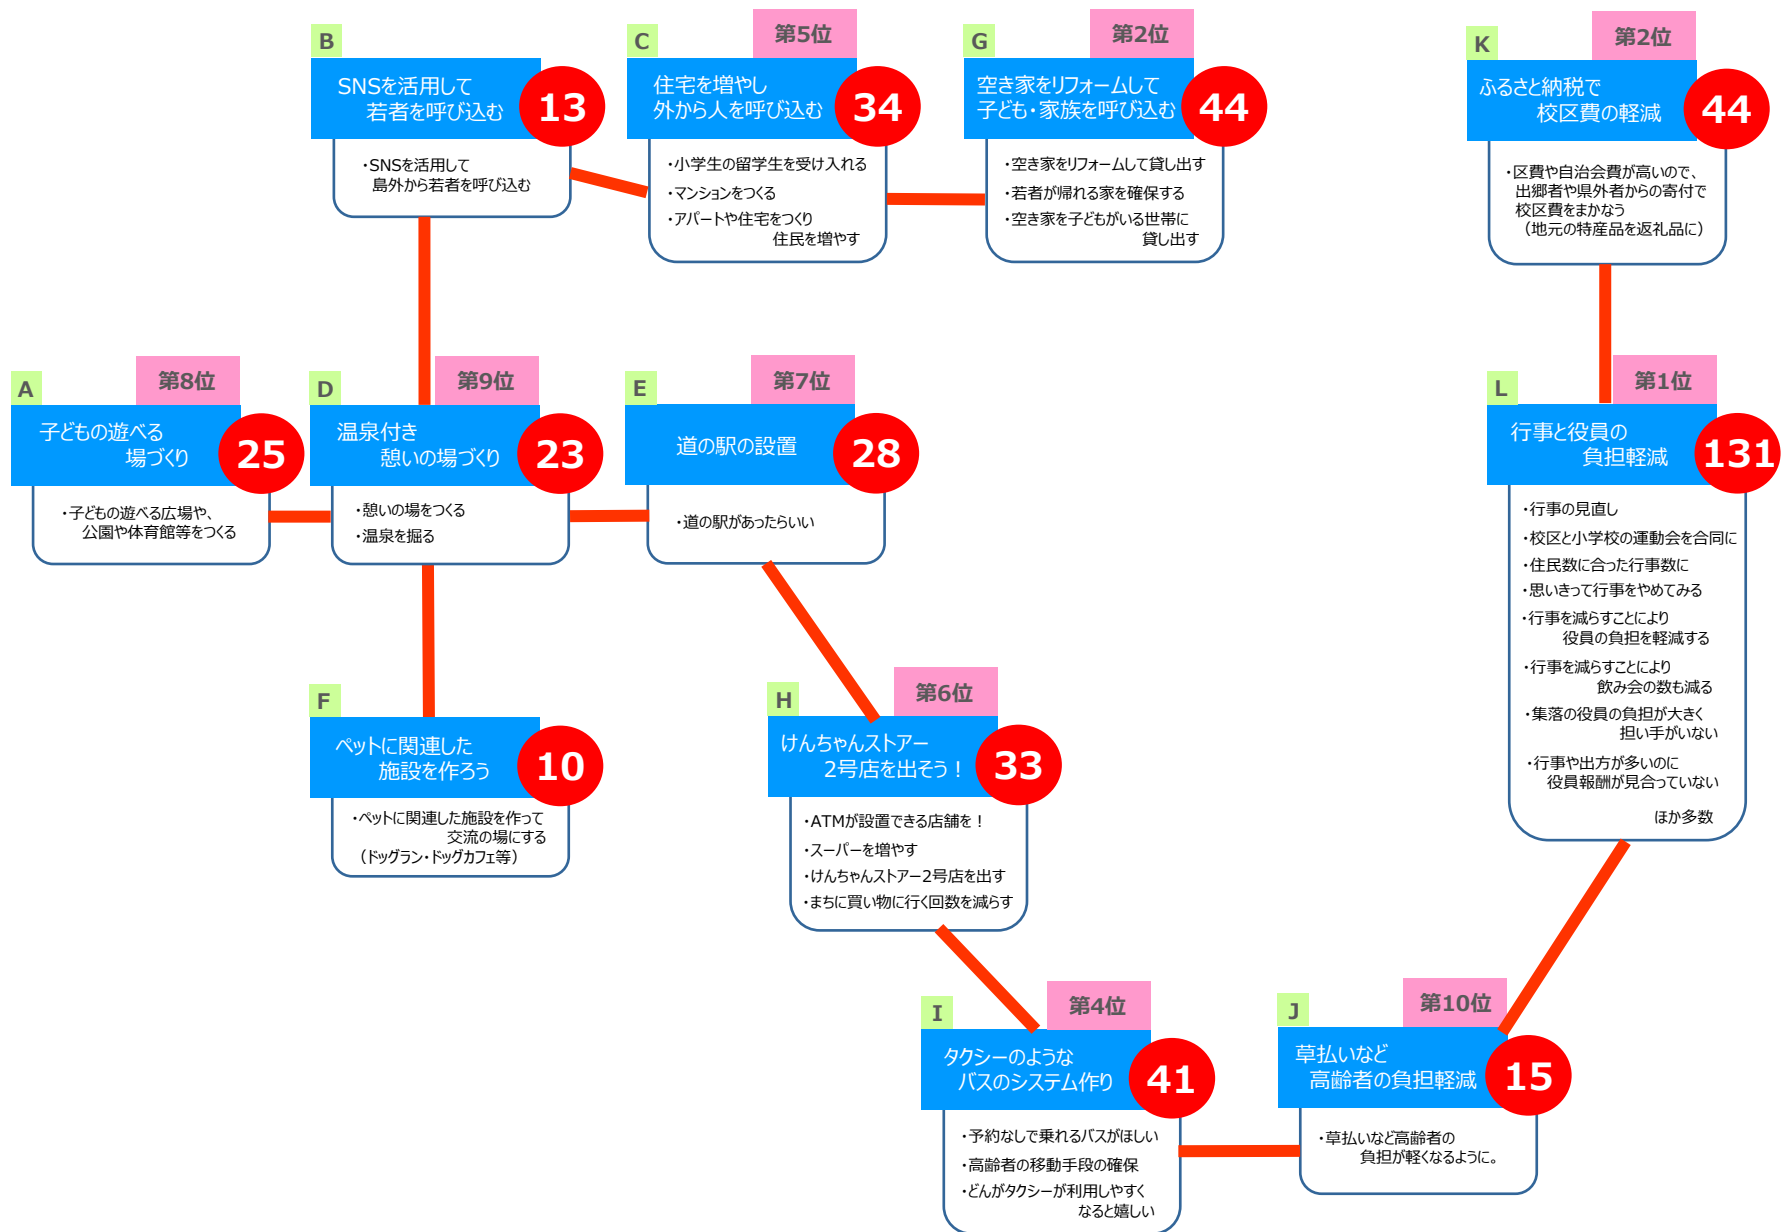 B
SNSを活用して
若者を呼び込む
13
・SNSを活用して
島外から若者を呼び込む
C
第5位
住宅を増やし
外から人を呼び込む
34
・小学生の留学生を受け入れる
・マンションをつくる
・アパートや住宅をつくり
住民を増やす
G
第2位
空き家をリフォームして
子ども・家族を呼び込む
44
・空き家をリフォームして貸し出す
・若者が帰れる家を確保する
・空き家を子どもがいる世帯に
貸し出す
K
第2位
ふるさと納税で
校区費の軽減
44
・区費や自治会費が高いので、
出郷者や県外者からの寄付で
校区費をまかなう
（地元の特産品を返礼品に）
A
第8位
子どもの遊べる
場づくり
25
・子どもの遊べる広場や、
公園や体育館等をつくる
D
第9位
温泉付き
憩いの場づくり
23
・憩いの場をつくる
・温泉を掘る
E
第7位
道の駅の設置
28
・道の駅があったらいい
L
第1位
行事と役員の
負担軽減
131
・行事の見直し
・校区と小学校の運動会を合同に
・住民数に合った行事数に
・思いきって行事をやめてみる
・行事を減らすことにより
役員の負担を軽減する
・行事を減らすことにより
飲み会の数も減る
・集落の役員の負担が大きく
担い手がいない
・行事や出方が多いのに
役員報酬が見合っていない
ほか多数
F
ペットに関連した
施設を作ろう
10
・ペットに関連した施設を作って
交流の場にする
（ドッグラン・ドッグカフェ等）
H
第6位
けんちゃんストアー
2号店を出そう！
33
・ATMが設置できる店舗を！
・スーパーを増やす
・けんちゃんストアー2号店を出す
・まちに買い物に行く回数を減らす
I
第4位
タクシーのような
バスのシステム作り
41
・予約なしで乗れるバスがほしい
・高齢者の移動手段の確保
・どんがタクシーが利用しやすく
なると嬉しい
J
第10位
草払いなど
高齢者の負担軽減
15
・草払いなど高齢者の
負担が軽くなるように。